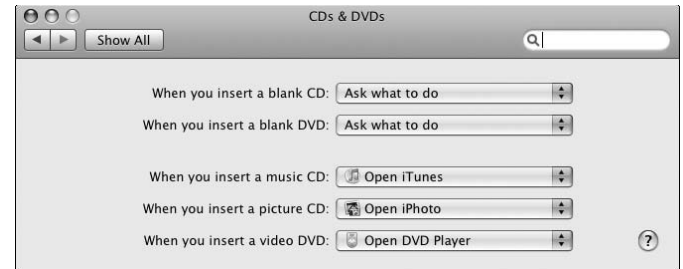 CDs & DVDs
Show All
When you insert a blank CD: Ask what to do
When you insert a blank DVD: Ask what to do
When you insert a music CD: Open iTunes
When you insert a picture CD: Open iPhoto
When you insert a video DVD: Open DVD Player
?